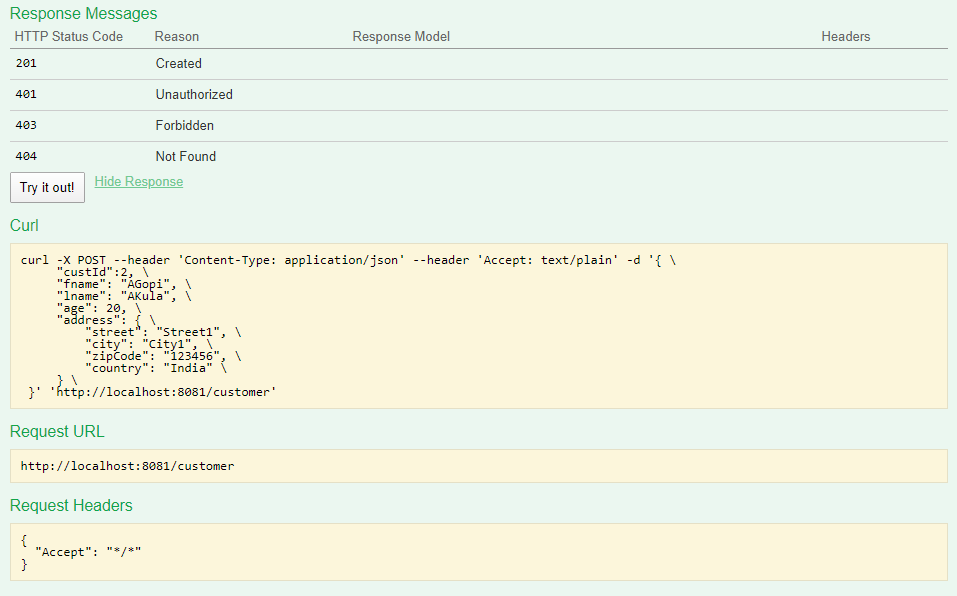 Response Messages
HTTP Status Code Reason Response Model Headers
201 Created
401 Unauthorized
403 Forbidden
404 Not Found
Try it out! Hide Response
Curl
curl -X POST --header 'Content-Type: application/json' --header 'Accept: text/plain' -d '{ \
"custId":2, \
"fname": "AGopi", \
"lname": "AKula", \
"age": 20, \
"address": { \
"street": "Street1", \
"city": "City1", \
"zipCode": "123456", \
"country": "India" \
} \
}' 'http://localhost:8081/customer'
Request URL
http://localhost:8081/customer
Request Headers
{
"Accept": "*/*"
}